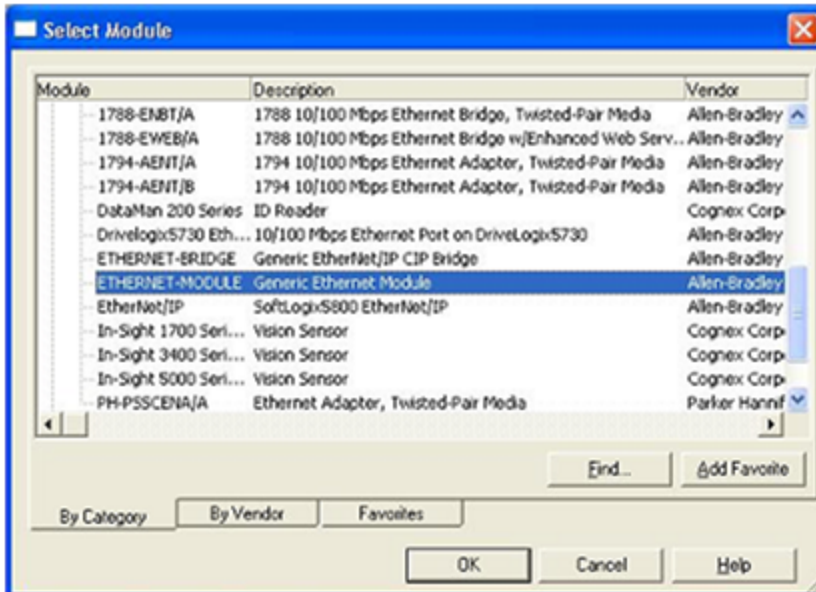 Select Module
Module Description Vendor
1788-ENBT/A 1788 10/100 Mbps Ethernet Bridge, Twisted-Pair Media Allen-Bradley
1788-EWEB/A 1788 10/100 Mbps Ethernet Bridge w/Enhanced Web Serv... Allen-Bradley
1794-AENT/A 1794 10/100 Mbps Ethernet Adapter, Twisted-Pair Media Allen-Bradley
1794-AENT/B 1794 10/100 Mbps Ethernet Adapter, Twisted-Pair Media Allen-Bradley
DataMan 200 Series ID Reader Cognex Corp
Drivelogix5730 Eth... 10/100 Mbps Ethernet Port on DriveLogix5730 Allen-Bradley
ETHERNET-BRIDGE Generic EtherNet/IP CIP Bridge Allen-Bradley
ETHERNET-MODULE Generic Ethernet Module Allen-Bradley
EtherNet/IP SoftLogix5800 EtherNet/IP Allen-Bradley
In-Sight 1700 Seri... Vision Sensor Cognex Corp
In-Sight 3400 Seri... Vision Sensor Cognex Corp
In-Sight 5000 Seri... Vision Sensor Cognex Corp
PH-PSSCENA/A Ethernet Adapter, Twisted-Pair Media Parker Hannif
Find... Add Favorite
By Category By Vendor Favorites
OK Cancel Help